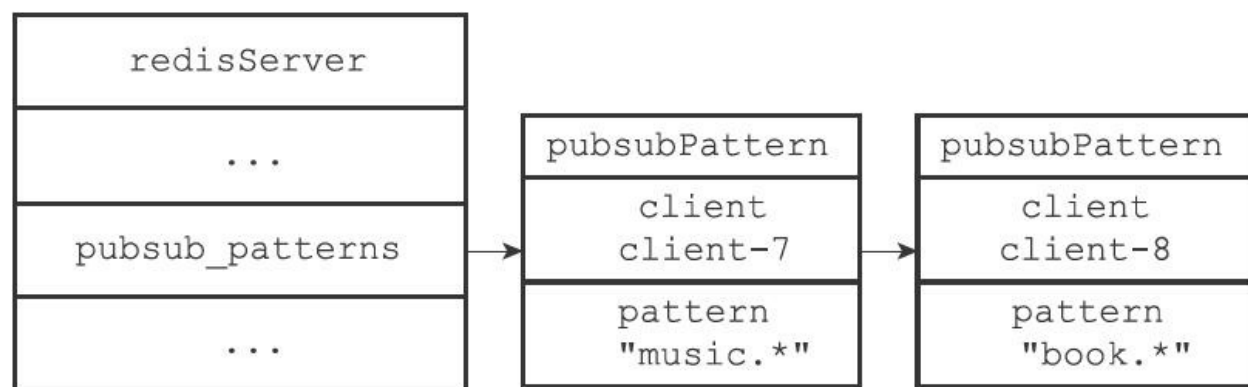 redisServer
...
pubsub_patterns
...
pubsubPattern
client
client-7
pattern
"music.*"
pubsubPattern
client
client-8
pattern
"book.*"